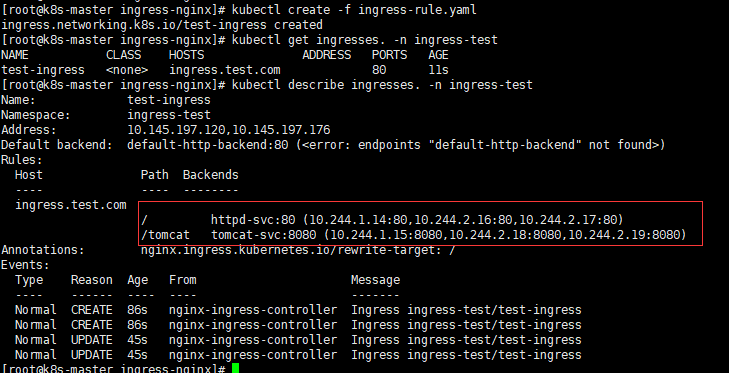 [root@k8s-master ingress-nginx]# kubectl create -f ingress-rule.yaml
ingress.networking.k8s.io/test-ingress created
[root@k8s-master ingress-nginx]# kubectl get ingresses. -n ingress-test
NAME           CLASS    HOSTS              ADDRESS   PORTS   AGE
test-ingress   <none>   ingress.test.com             80      11s
[root@k8s-master ingress-nginx]# kubectl describe ingresses. -n ingress-test
Name:             test-ingress
Namespace:        ingress-test
Address:          10.145.197.120,10.145.197.176
Default backend:  default-http-backend:80 (<error: endpoints "default-http-backend" not found>)
Rules:
  Host              Path  Backends
  ----              ----  --------
  ingress.test.com
                    /         httpd-svc:80 (10.244.1.14:80,10.244.2.16:80,10.244.2.17:80)
                    /tomcat   tomcat-svc:8080 (10.244.1.15:8080,10.244.2.18:8080,10.244.2.19:8080)
Annotations:        nginx.ingress.kubernetes.io/rewrite-target: /
Events:
  Type    Reason  Age   From                      Message
  ----    ------  ----  ----                      -------
  Normal  CREATE  86s   nginx-ingress-controller  Ingress ingress-test/test-ingress
  Normal  CREATE  86s   nginx-ingress-controller  Ingress ingress-test/test-ingress
  Normal  UPDATE  45s   nginx-ingress-controller  Ingress ingress-test/test-ingress
  Normal  UPDATE  45s   nginx-ingress-controller  Ingress ingress-test/test-ingress
[root@k8s-master ingress-nginx]#